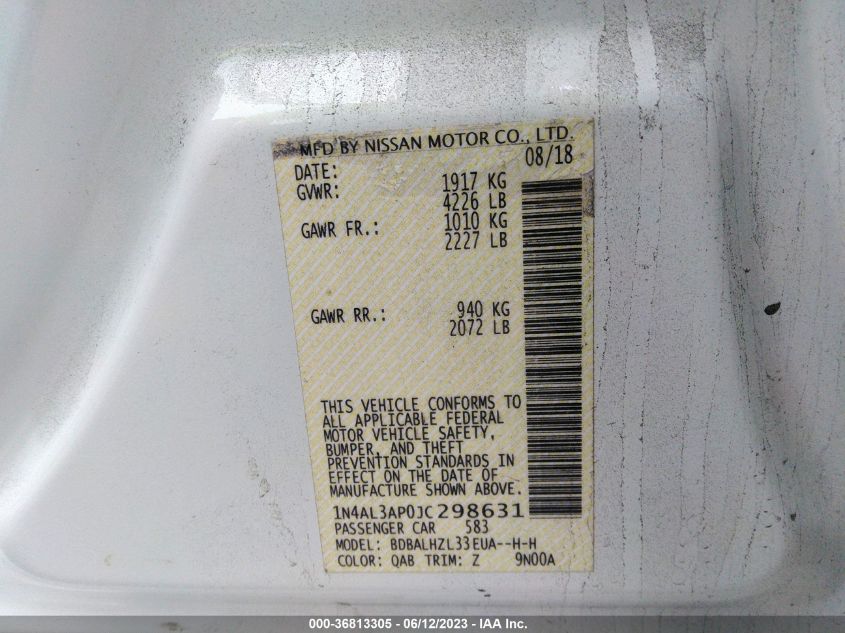 MFD BY NISSAN MOTOR CO., LTD.
DATE: 08/18
GVWR: 1917 KG
4226 LB
GAWR FR.: 1010 KG
2227 LB
GAWR RR.: 940 KG
2072 LB
THIS VEHICLE CONFORMS TO
ALL APPLICABLE FEDERAL
MOTOR VEHICLE SAFETY,
BUMPER, AND THEFT
PREVENTION STANDARDS IN
EFFECT ON THE DATE OF
MANUFACTURE SHOWN ABOVE.
1N4AL3AP0JC298631
PASSENGER CAR 583
MODEL: BDBALHZL33EUA--H-H
COLOR: QAB TRIM: Z 9N00A
000-36813305 - 06/12/2023 - IAA Inc.